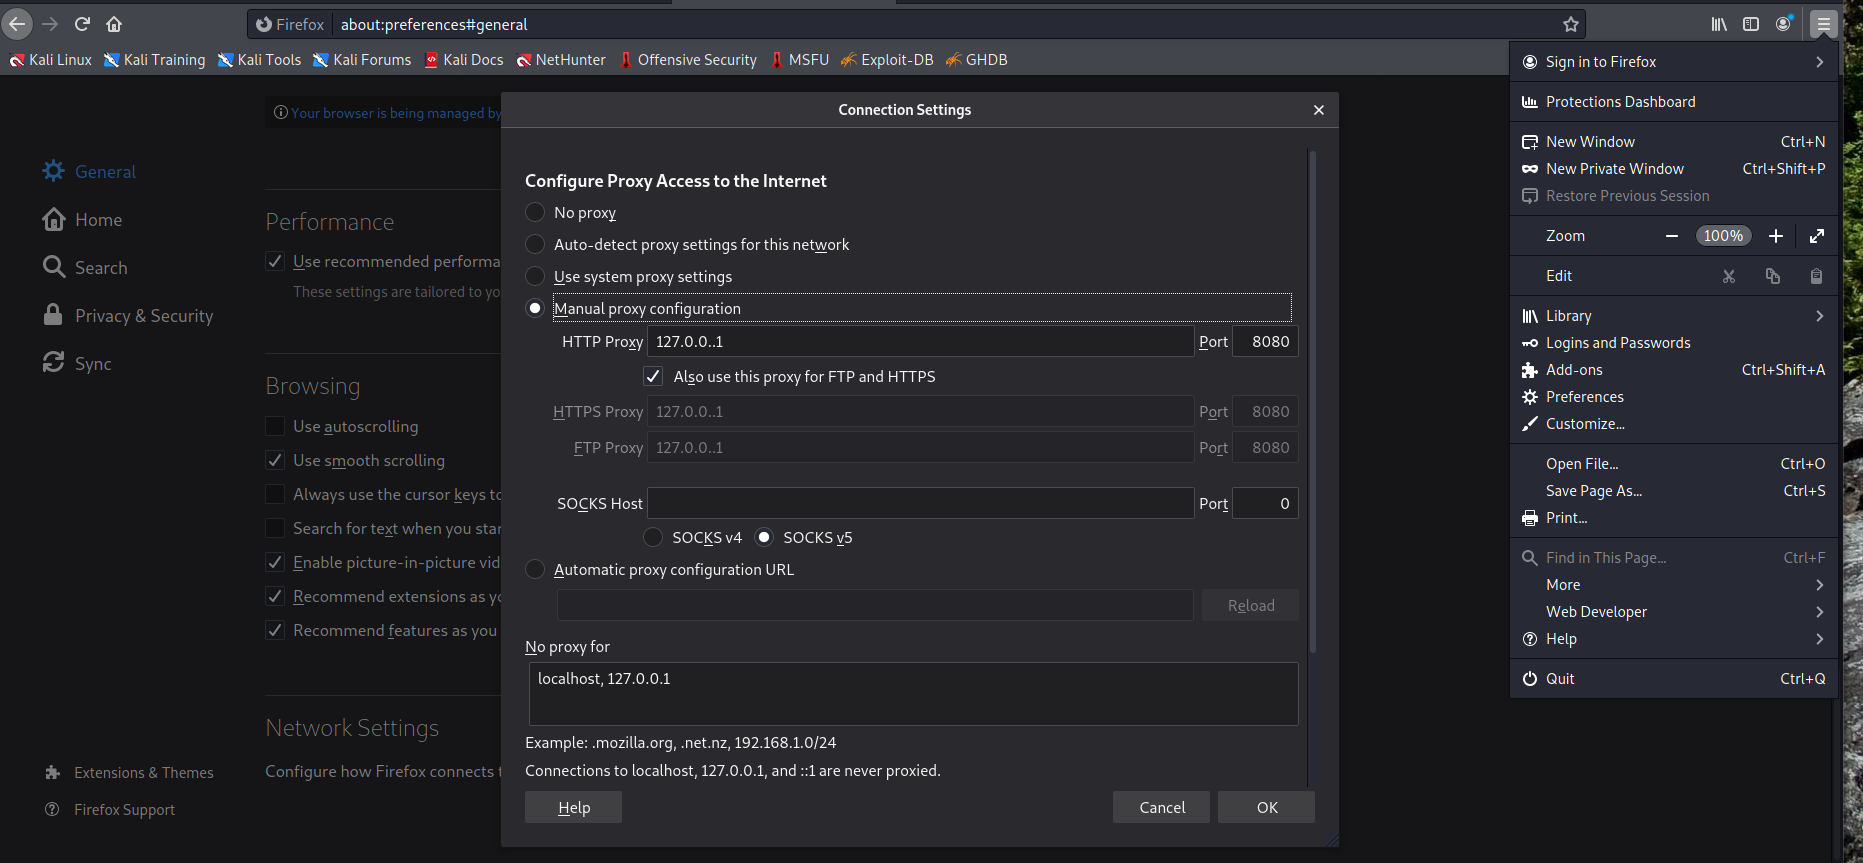 Firefox about:preferences#general
Kali Linux Kali Training Kali Tools Kali Forums Kali Docs NetHunter Offensive Security MSFU Exploit-DB GHDB
Your browser is being managed by
General
Home
Search
Privacy & Security
Sync
Extensions & Themes
Firefox Support
Performance
Use recommended performa
These settings are tailored to yo
Browsing
Use autoscrolling
Use smooth scrolling
Always use the cursor keys to
Search for text when you star
Enable picture-in-picture vid
Recommend extensions as yo
Recommend features as you
Network Settings
Configure how Firefox connects t
Connection Settings
Configure Proxy Access to the Internet
No proxy
Auto-detect proxy settings for this network
Use system proxy settings
Manual proxy configuration
HTTP Proxy 127.0.0..1 Port 8080
Also use this proxy for FTP and HTTPS
HTTPS Proxy 127.0.0..1 Port 8080
FTP Proxy 127.0.0..1 Port 8080
SOCKS Host Port 0
SOCKS v4 SOCKS v5
Automatic proxy configuration URL
Reload
No proxy for
localhost, 127.0.0.1
Example: .mozilla.org, .net.nz, 192.168.1.0/24
Connections to localhost, 127.0.0.1, and ::1 are never proxied.
Help Cancel OK
Sign in to Firefox
Protections Dashboard
New Window Ctrl+N
New Private Window Ctrl+Shift+P
Restore Previous Session
Zoom 100%
Edit
Library
Logins and Passwords
Add-ons Ctrl+Shift+A
Preferences
Customize...
Open File... Ctrl+O
Save Page As... Ctrl+S
Print...
Find in This Page... Ctrl+F
More
Web Developer
Help
Quit Ctrl+Q